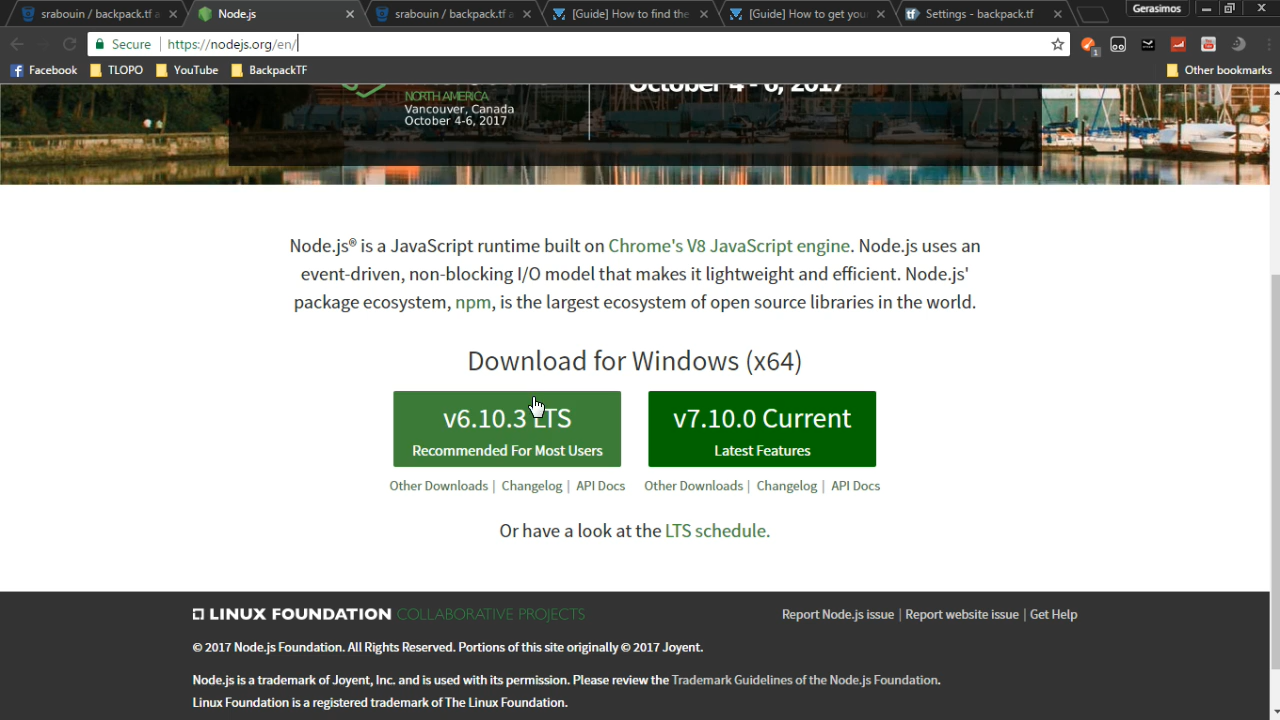 srabouin / backpack.tf a
Node.js
srabouin / backpack.tf a
[Guide] How to find the
[Guide] How to get your
Settings - backpack.tf
Gerasimos
Secure
https://nodejs.org/en/
1
Facebook
TLOPO
YouTube
BackpackTF
Other bookmarks
NORTH AMERICA
Vancouver, Canada
October 4-6, 2017
October 4 - 6, 2017
Node.js® is a JavaScript runtime built on Chrome's V8 JavaScript engine. Node.js uses an
event-driven, non-blocking I/O model that makes it lightweight and efficient. Node.js'
package ecosystem, npm, is the largest ecosystem of open source libraries in the world.
Download for Windows (x64)
v6.10.3 LTS
Recommended For Most Users
v7.10.0 Current
Latest Features
Other Downloads | Changelog | API Docs
Other Downloads | Changelog | API Docs
Or have a look at the LTS schedule.
LINUX FOUNDATION COLLABORATIVE PROJECTS
Report Node.js issue | Report website issue | Get Help
© 2017 Node.js Foundation. All Rights Reserved. Portions of this site originally © 2017 Joyent.
Node.js is a trademark of Joyent, Inc. and is used with its permission. Please review the Trademark Guidelines of the Node.js Foundation.
Linux Foundation is a registered trademark of The Linux Foundation.